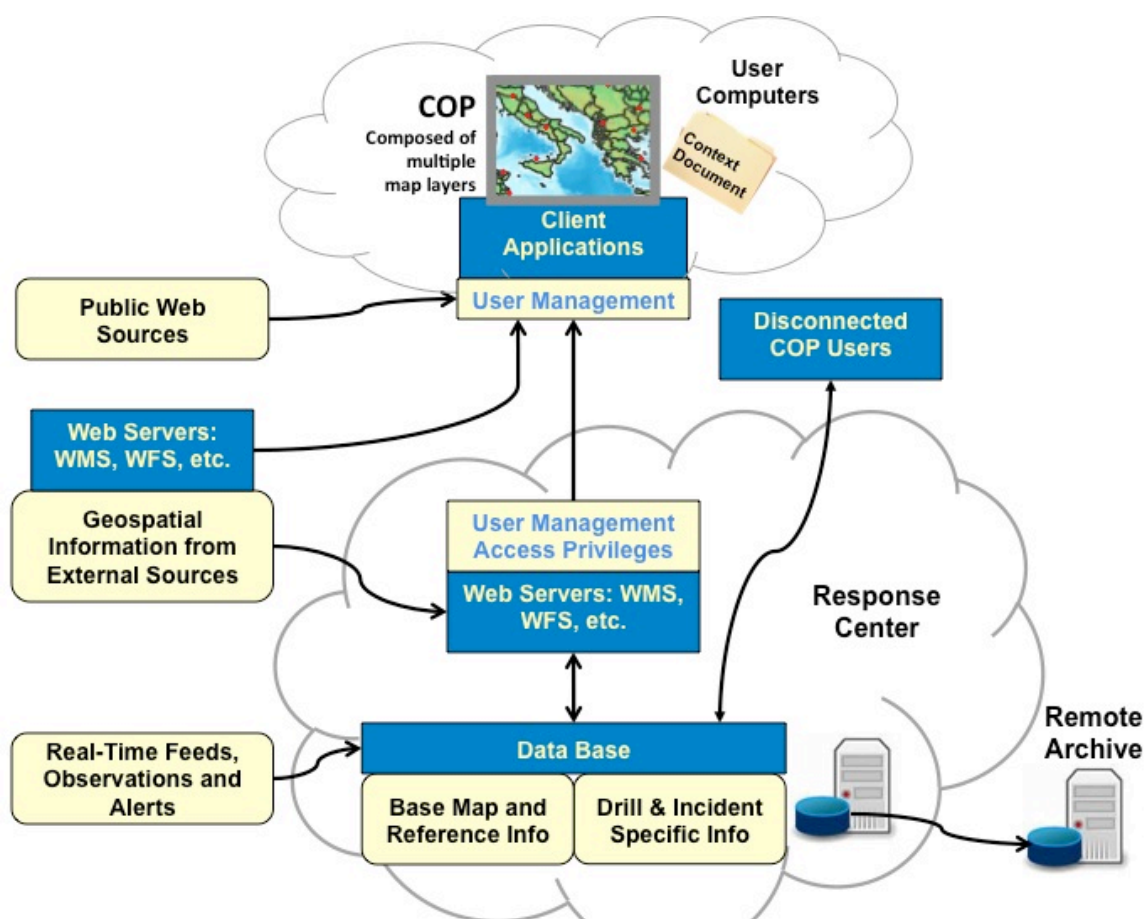 COP
Composed of
multiple
map layers
User
Computers
Context
Document
Client
Applications
User Management
Public Web
Sources
Disconnected
COP Users
Web Servers:
WMS, WFS, etc.
Geospatial
Information from
External Sources
User Management
Access Privileges
Web Servers: WMS,
WFS, etc.
Response
Center
Real-Time Feeds,
Observations and
Alerts
Data Base
Base Map and
Reference Info
Drill & Incident
Specific Info
Remote
Archive